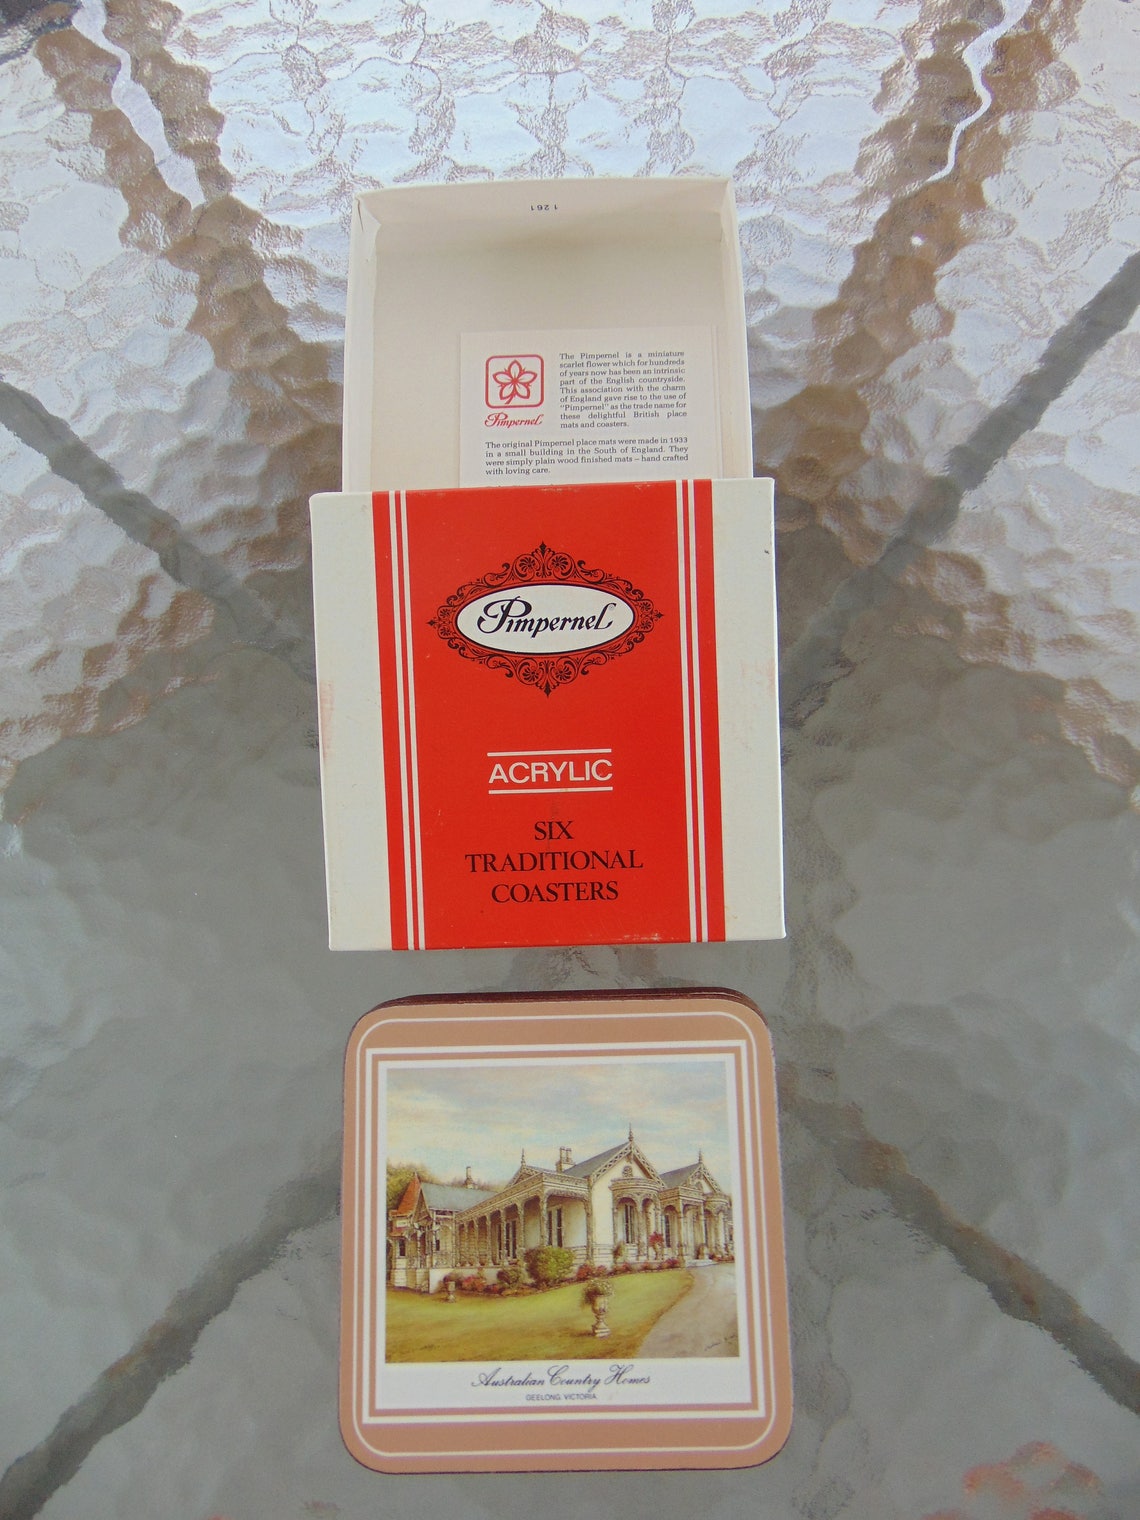 1 261
The Pimpernel is a miniature
scarlet flower which for hundreds
of years now has been an intrinsic
part of the English countryside.
This association with the charm
of England gave rise to the use of
"Pimpernel" as the trade name for
these delightful British place
mats and coasters.
Pimpernel
The original Pimpernel place mats were made in 1933
in a small building in the South of England. They
were simply plain wood finished mats – hand crafted
with loving care.
Pimpernel
ACRYLIC
SIX
TRADITIONAL
COASTERS
Australian Country Homes
GEELONG, VICTORIA.